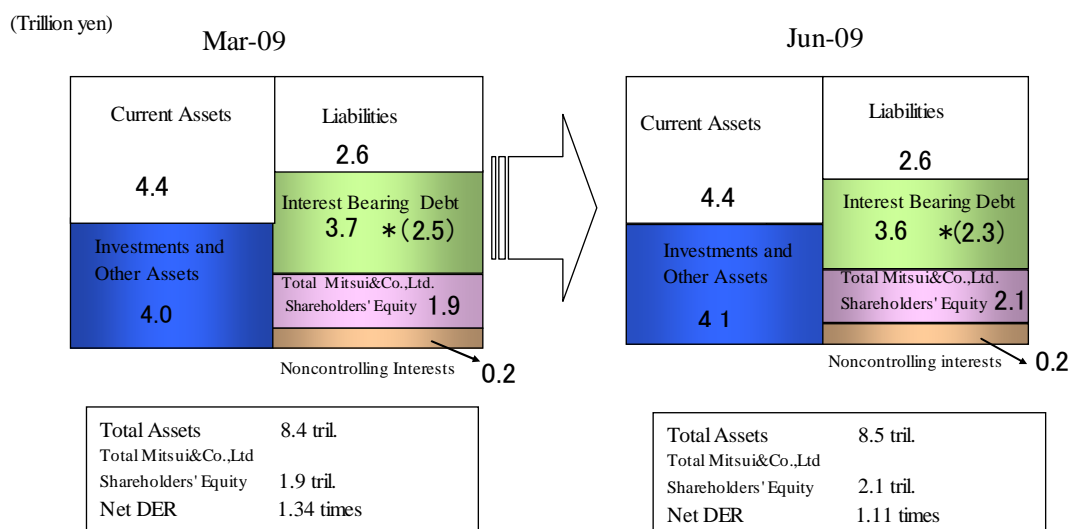 (Trillion yen)
Mar-09
Current Assets
4.4
Liabilities
2.6
Interest Bearing Debt
3.7 *(2.5)
Investments and
Other Assets
4.0
Total Mitsui&Co.,Ltd.
Shareholders' Equity 1.9
Noncontrolling Interests 0.2
Total Assets 8.4 tril.
Total Mitsui&Co.,Ltd
Shareholders' Equity 1.9 tril.
Net DER 1.34 times
Jun-09
Current Assets
4.4
Liabilities
2.6
Interest Bearing Debt
3.6 *(2.3)
Investments and
Other Assets
4 1
Total Mitsui&Co.,Ltd.
Shareholders' Equity 2.1
Noncontrolling interests 0.2
Total Assets 8.5 tril.
Total Mitsui&Co.,Ltd
Shareholders' Equity 2.1 tril.
Net DER 1.11 times